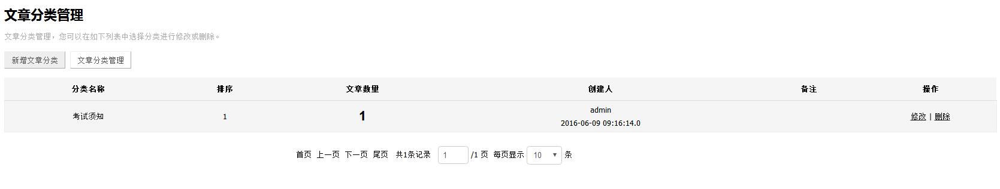 文章分类管理
文章分类管理，您可以在如下列表中选择分类进行修改或删除。
新增文章分类 文章分类管理
分类名称 排序 文章数量 创建人 备注 操作
考试须知 1 1 admin 2016-06-09 09:16:14.0 修改 | 删除
首页 上一页 下一页 尾页 共1条记录 1 /1 页 每页显示 10 条